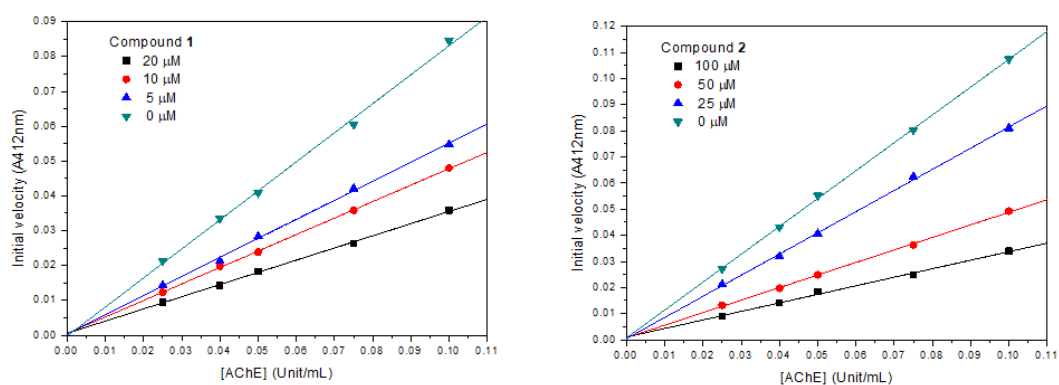 0.09
0.08
0.07
0.06
0.05
0.04
0.03
0.02
0.01
0.00
Initial velocity (A412nm)
Compound 1
20 μM
10 μM
5 μM
0 μM
0.00 0.01 0.02 0.03 0.04 0.05 0.06 0.07 0.08 0.09 0.10 0.11
[AChE] (Unit/mL)
0.12
0.11
0.10
0.09
0.08
0.07
0.06
0.05
0.04
0.03
0.02
0.01
0.00
Initial velocity (A412nm)
Compound 2
100 μM
50 μM
25 μM
0 μM
0.00 0.01 0.02 0.03 0.04 0.05 0.06 0.07 0.08 0.09 0.10 0.11
[AChE] (Unit/mL)